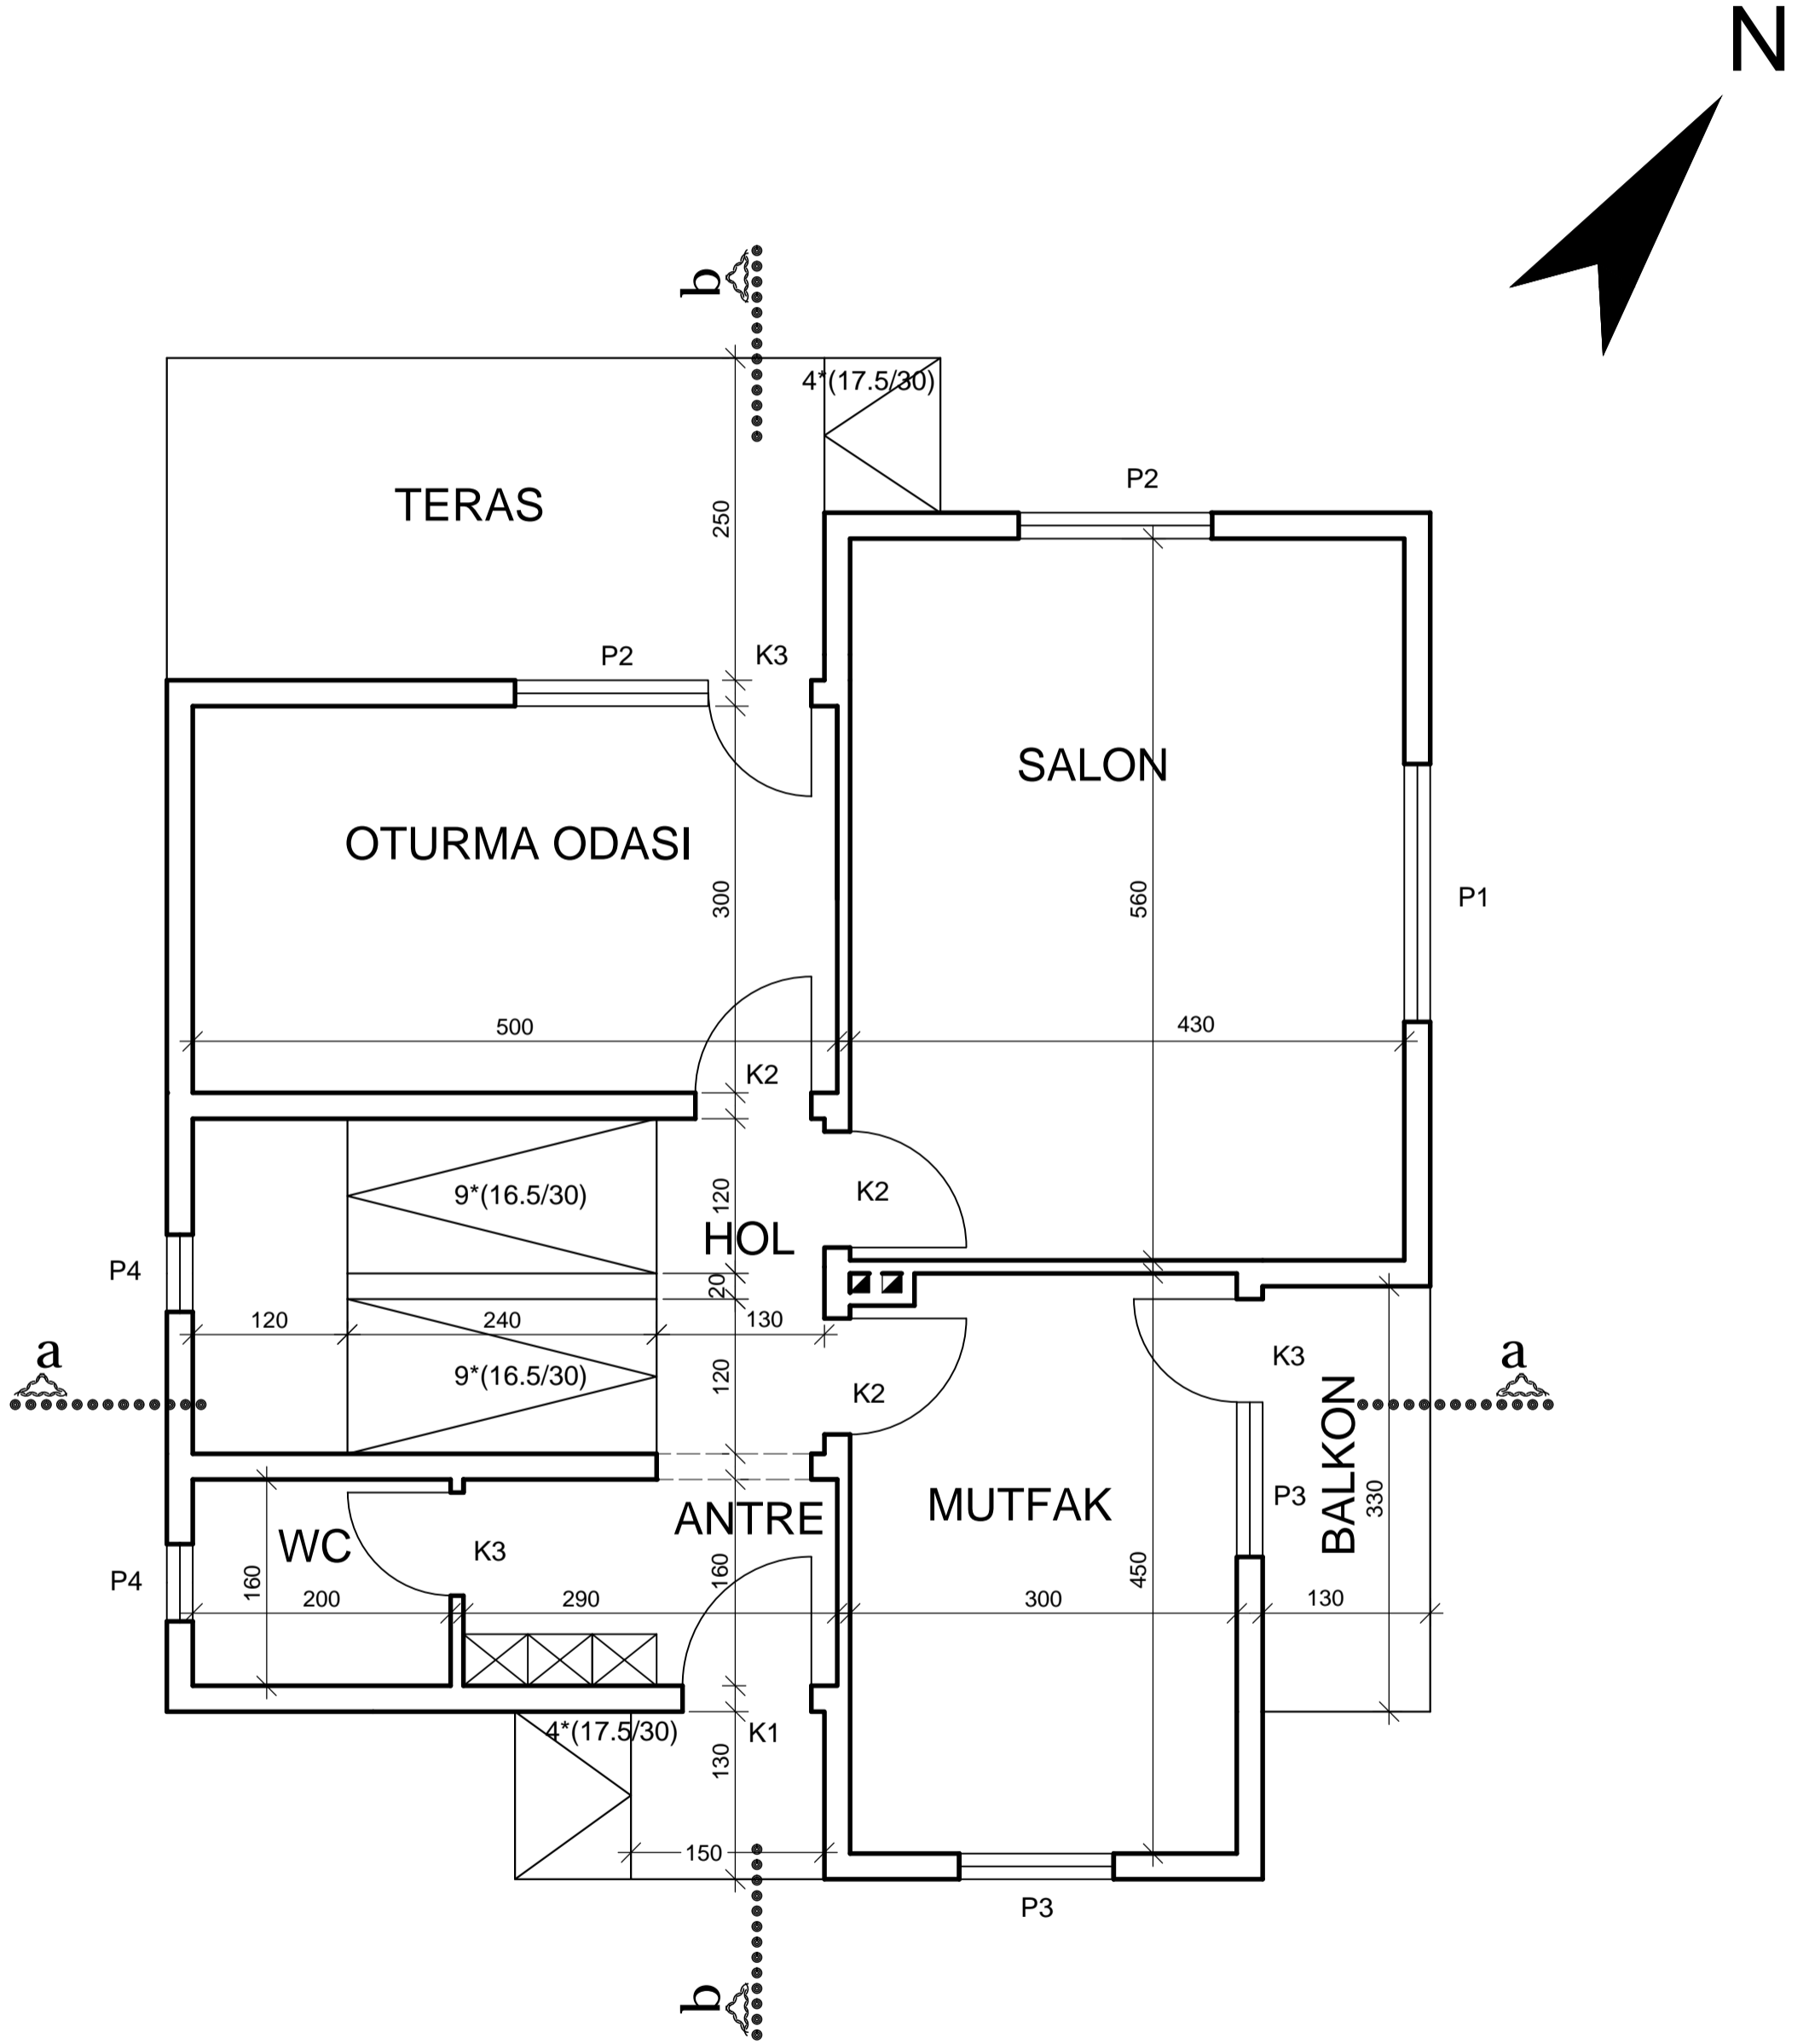 N
b
4*(17.5/30)
TERAS
250
P2
P2
K3
SALON
OTURMA ODASI
300
560
P1
500
430
K2
9*(16.5/30)
120
K2
HOL
P4
20
120
240
130
a
a
9*(16.5/30)
120
K2
K3
BALKON
330
ANTRE
MUTFAK
P3
WC
K3
P4
160
160
450
200
290
300
130
4*(17.5/30)
K1
130
150
P3
b